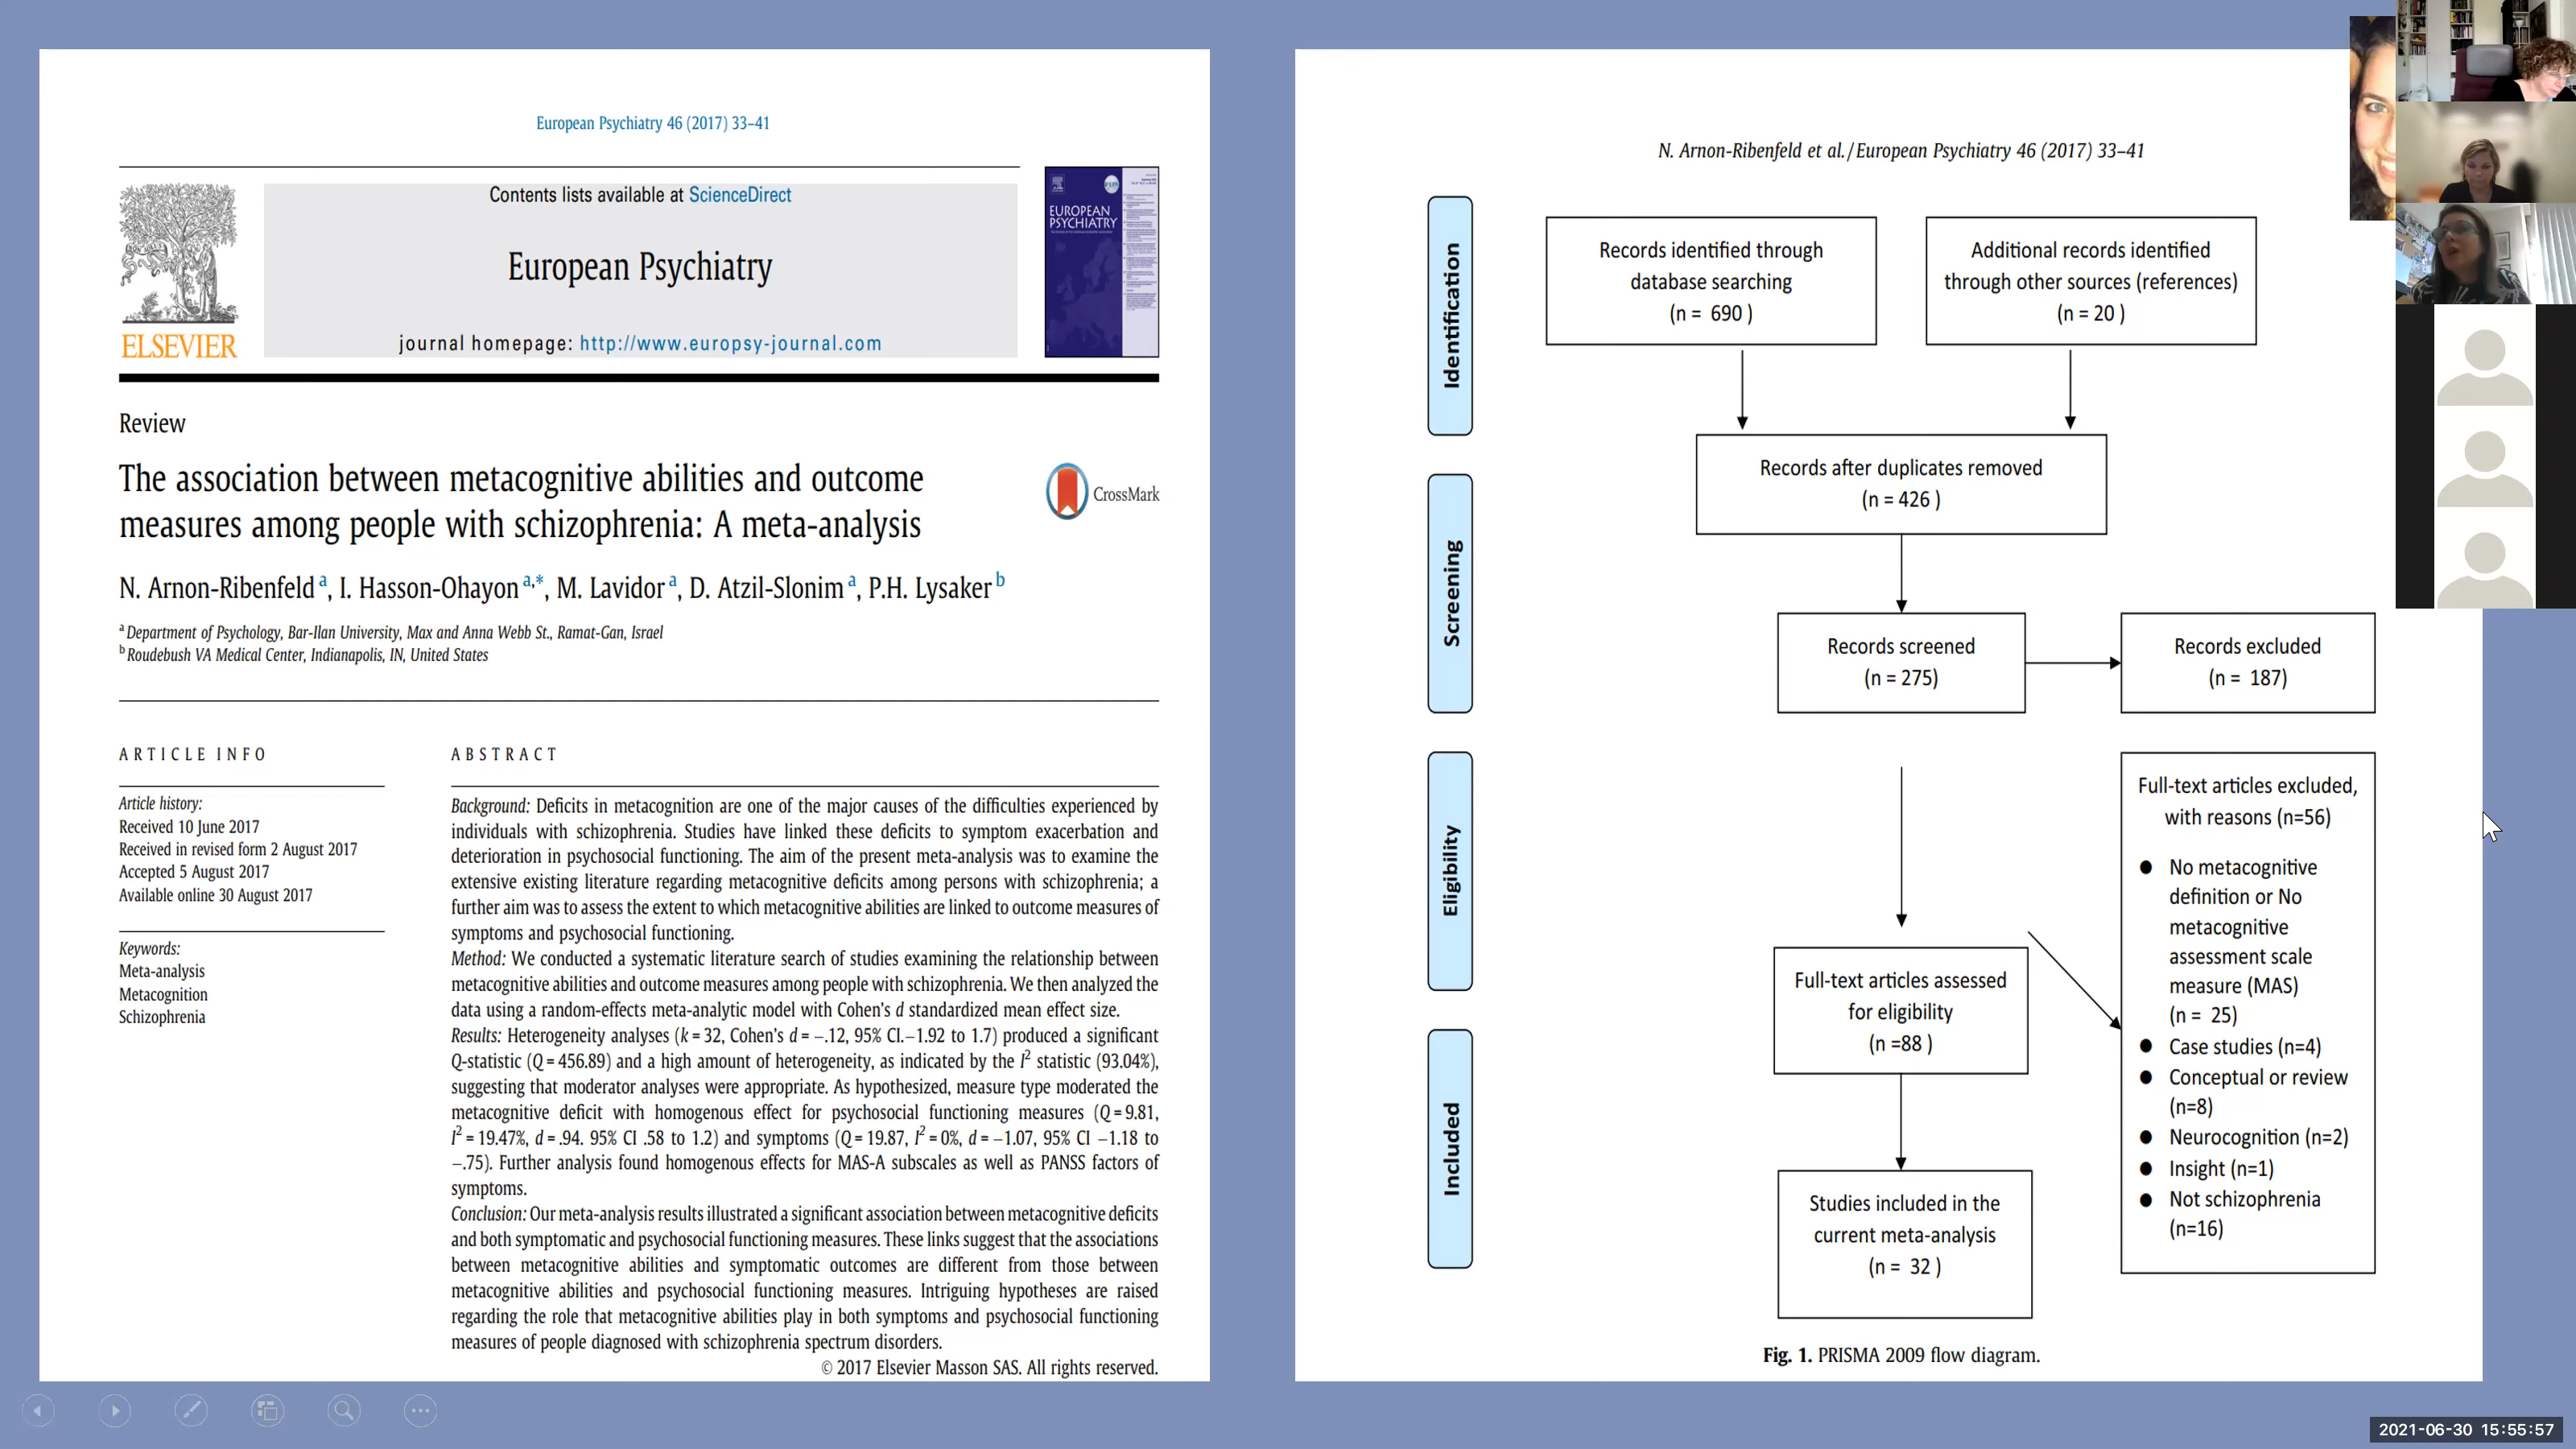 European Psychiatry 46 (2017) 33–41
Contents lists available at ScienceDirect
European Psychiatry
journal homepage: http://www.europsy-journal.com
ELSEVIER
EUROPEAN
PSYCHIATRY
Review
The association between metacognitive abilities and outcome
measures among people with schizophrenia: A meta-analysis
CrossMark
N. Arnon-Ribenfeld a, I. Hasson-Ohayon a,*, M. Lavidor a, D. Atzil-Slonim a, P.H. Lysaker b
a Department of Psychology, Bar-Ilan University, Max and Anna Webb St., Ramat-Gan, Israel
b Roudebush VA Medical Center, Indianapolis, IN, United States
ARTICLE INFO
Article history:
Received 10 June 2017
Received in revised form 2 August 2017
Accepted 5 August 2017
Available online 30 August 2017
Keywords:
Meta-analysis
Metacognition
Schizophrenia
ABSTRACT
Background: Deficits in metacognition are one of the major causes of the difficulties experienced by
individuals with schizophrenia. Studies have linked these deficits to symptom exacerbation and
deterioration in psychosocial functioning. The aim of the present meta-analysis was to examine the
extensive existing literature regarding metacognitive deficits among persons with schizophrenia; a
further aim was to assess the extent to which metacognitive abilities are linked to outcome measures of
symptoms and psychosocial functioning.
Method: We conducted a systematic literature search of studies examining the relationship between
metacognitive abilities and outcome measures among people with schizophrenia. We then analyzed the
data using a random-effects meta-analytic model with Cohen's d standardized mean effect size.
Results: Heterogeneity analyses (k = 32, Cohen's d = –.12, 95% CI.–1.92 to 1.7) produced a significant
Q-statistic (Q = 456.89) and a high amount of heterogeneity, as indicated by the I² statistic (93.04%),
suggesting that moderator analyses were appropriate. As hypothesized, measure type moderated the
metacognitive deficit with homogenous effect for psychosocial functioning measures (Q = 9.81,
I² = 19.47%, d = .94. 95% CI .58 to 1.2) and symptoms (Q = 19.87, I² = 0%, d = –1.07, 95% CI –1.18 to
–.75). Further analysis found homogenous effects for MAS-A subscales as well as PANSS factors of
symptoms.
Conclusion: Our meta-analysis results illustrated a significant association between metacognitive deficits
and both symptomatic and psychosocial functioning measures. These links suggest that the associations
between metacognitive abilities and symptomatic outcomes are different from those between
metacognitive abilities and psychosocial functioning measures. Intriguing hypotheses are raised
regarding the role that metacognitive abilities play in both symptoms and psychosocial functioning
measures of people diagnosed with schizophrenia spectrum disorders.
© 2017 Elsevier Masson SAS. All rights reserved.
N. Arnon-Ribenfeld et al. / European Psychiatry 46 (2017) 33–41
Identification
Records identified through
database searching
(n = 690 )
Additional records identified
through other sources (references)
(n = 20 )
Screening
Records after duplicates removed
(n = 426 )
Records screened
(n = 275)
Records excluded
(n = 187)
Eligibility
Full-text articles assessed
for eligibility
(n =88 )
Full-text articles excluded,
with reasons (n=56)
● No metacognitive
definition or No
metacognitive
assessment scale
measure (MAS)
(n = 25)
● Case studies (n=4)
● Conceptual or review
(n=8)
● Neurocognition (n=2)
● Insight (n=1)
● Not schizophrenia
(n=16)
Included
Studies included in the
current meta-analysis
(n = 32 )
Fig. 1. PRISMA 2009 flow diagram.
2021-06-30 15:55:57